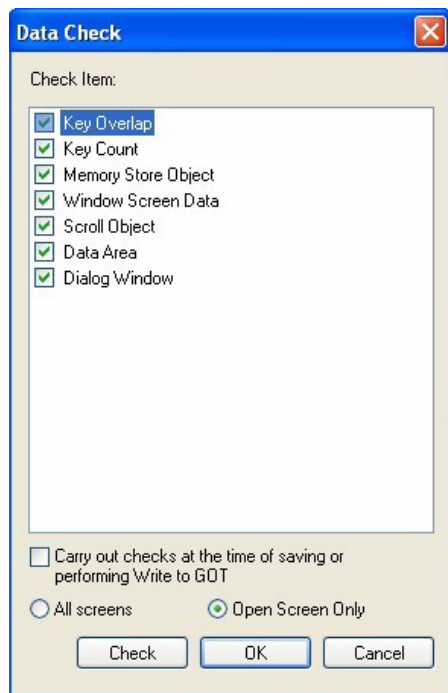 Data Check
Check Item:
Key Overlap
Key Count
Memory Store Object
Window Screen Data
Scroll Object
Data Area
Dialog Window
Carry out checks at the time of saving or
performing Write to GOT
All screens Open Screen Only
Check OK Cancel